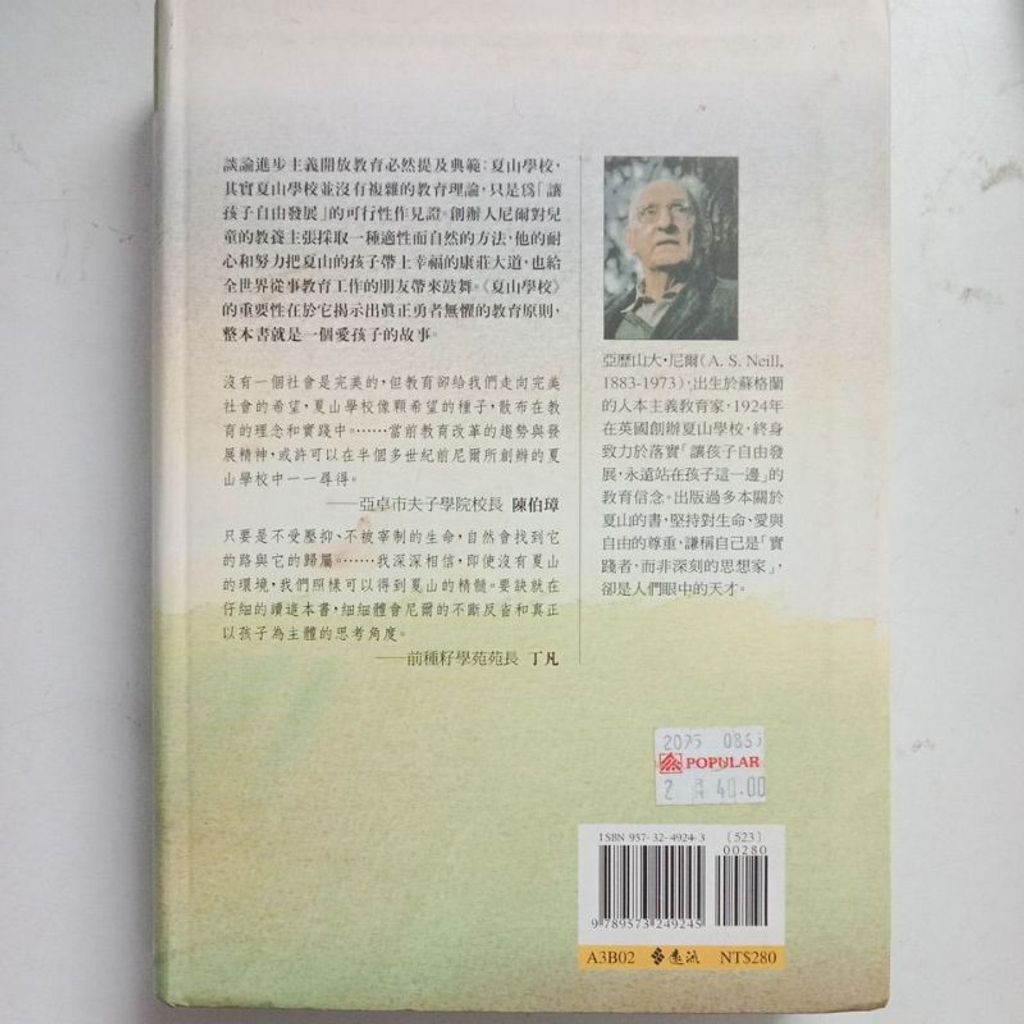 談論進步主義開放教育必然提及典範:夏山學校,
其實夏山學校並沒有複雜的教育理論,只是爲「讓
孩子自由發展」的可行性作見證。創辦人尼爾對兒
童的教養主張採取一種適性而自然的方法,他的耐
心和努力把夏山的孩子帶上幸福的康莊大道,也給
全世界從事教育工作的朋友帶來鼓舞。《夏山學校》
的重要性在於它揭示出眞正勇者無懼的教育原則,
整本書就是一個愛孩子的故事。
沒有一個社會是完美的,但教育卻給我們走向完美
社會的希望,夏山學校像顆希望的種子,散布在教
育的理念和實踐中。……當前教育改革的趨勢與發
展精神,或許可以在半個多世紀前尼爾所創辦的夏
山學校中一一尋得。
——亞卓市夫子學院校長 陳伯璋
只要是不受壓抑、不被宰制的生命,自然會找到它
的路與它的歸屬。……我深深相信,即使沒有夏山
的環境,我們照樣可以得到夏山的精髓。要訣就在
仔細的讀這本書,細細體會尼爾的不斷反省和真正
以孩子為主體的思考角度。
——前種籽學苑苑長 丁凡
亞歷山大・尼爾(A. S. Neill,
1883-1973),出生於蘇格蘭
的人本主義教育家,1924年
在英國創辦夏山學校,終身
致力於落實「讓孩子自由發
展,永遠站在孩子這一邊」的
教育信念。出版過多本關於
夏山的書,堅持對生命、愛與
自由的尊重,謙稱自己是「實
踐者,而非深刻的思想家」,
卻是人們眼中的天才。
2075
POPULAR
2 40.00
ISBN 957-32-4924-3
[523]
00280
9 789573 249245
A3B02 遠流 NT$280